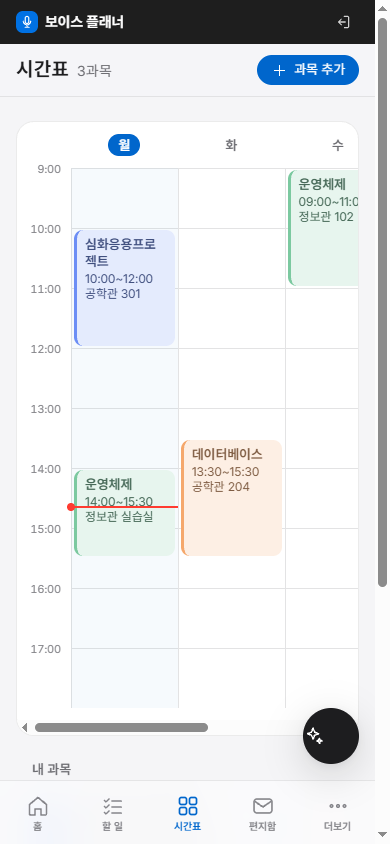 보이스 플래너
시간표 3과목
과목 추가
월 화 수
9:00
운영체제
09:00~11:0
정보관 102
10:00
심화응용프로
젝트
10:00~12:00
공학관 301
11:00
12:00
13:00
데이터베이스
13:30~15:30
공학관 204
14:00
운영체제
14:00~15:30
정보관 실습실
15:00
16:00
17:00
내 과목
홈 할 일 시간표 편지함 더보기